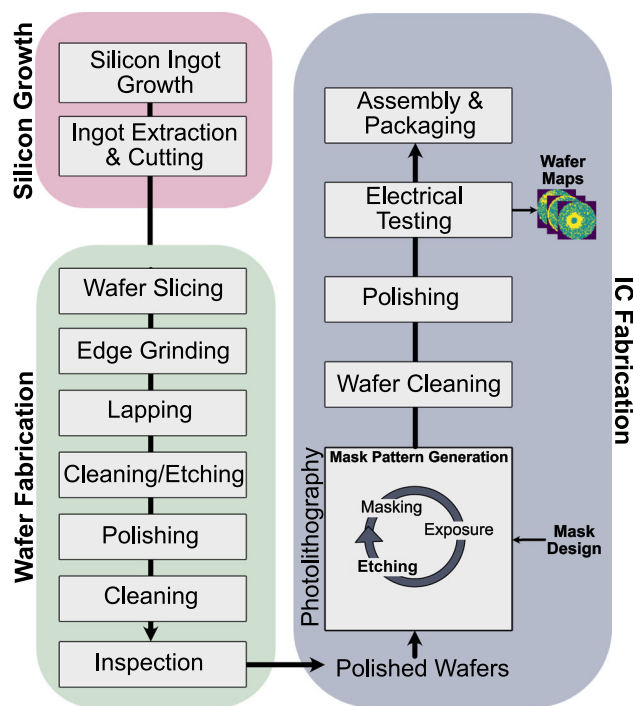 Silicon Growth
Silicon Ingot
Growth
Ingot Extraction
& Cutting
Wafer Fabrication
Wafer Slicing
Edge Grinding
Lapping
Cleaning/Etching
Polishing
Cleaning
Inspection
IC Fabrication
Assembly &
Packaging
Electrical
Testing
Wafer
Maps
Polishing
Wafer Cleaning
Photolithography
Mask Pattern Generation
Masking
Exposure
Etching
Mask
Design
Polished Wafers